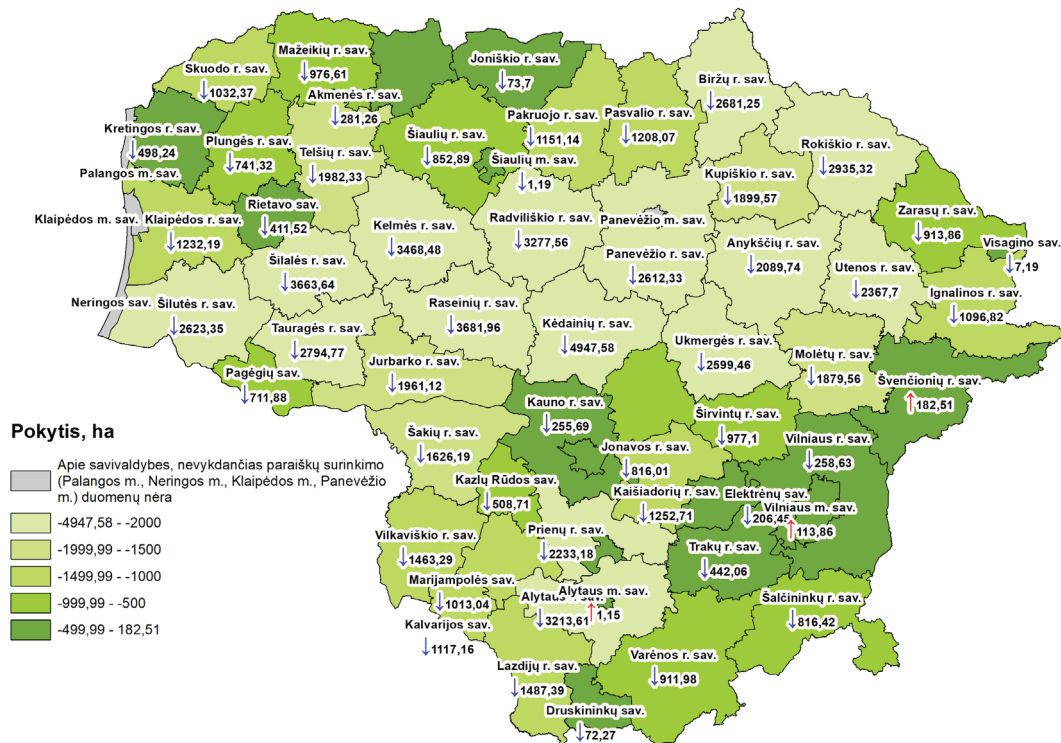 Skuodo r. sav.
↓1032,37
Mažeikių r. sav.
↓976,61
Akmenės r. sav.
↓281,26
Joniškio r. sav.
↓73,7
Biržų r. sav.
↓2681,25
Kretingos r. sav.
↓498,24
Palangos m. sav.
Plungės r. sav.
↓741,32
Telšių r. sav.
↓1982,33
Šiaulių r. sav.
↓852,89
Pakruojo r. sav.
↓1151,14
Pasvalio r. sav.
↓1208,07
Šiaulių m. sav.
↓1,19
Rokiškio r. sav.
↓2935,32
Kupiškio r. sav.
↓1899,57
Klaipėdos m. sav.
Klaipėdos r. sav.
↓1232,19
Rietavo sav.
↓411,52
Kelmės r. sav.
↓3468,48
Radviliškio r. sav.
↓3277,56
Panevėžio m. sav.
Panevėžio r. sav.
↓2612,33
Anykščių r. sav.
↓2089,74
Zarasų r. sav.
↓913,86
Visagino sav.
↓7,19
Utenos r. sav.
↓2367,7
Ignalinos r. sav.
↓1096,82
Šilalės r. sav.
↓3663,64
Neringos sav.
Šilutės r. sav.
↓2623,35
Tauragės r. sav.
↓2794,77
Raseinių r. sav.
↓3681,96
Kėdainių r. sav.
↓4947,58
Ukmergės r. sav.
↓2599,46
Molėtų r. sav.
↓1879,56
Švenčionių r. sav.
↑182,51
Pagėgių sav.
↓711,88
Jurbarko r. sav.
↓1961,12
Kauno r. sav.
↓255,69
Širvintų r. sav.
↓977,1
Šakių r. sav.
↓1626,19
Jonavos r. sav.
↓816,01
Vilniaus r. sav.
↓258,63
Kazlų Rūdos sav.
↓508,71
Kaišiadorių r. sav.
↓1252,71
Elektrėnų sav.
↓206,45
Vilniaus m. sav.
↑113,86
Vilkaviškio r. sav.
↓1463,29
Prienų r. sav.
↓2233,18
Trakų r. sav.
↓442,06
Marijampolės sav.
↓1013,04
Alytaus r. sav.
↓3213,61
Alytaus m. sav.
↑1,15
Kalvarijos sav.
↓1117,16
Šalčininkų r. sav.
↓816,42
Lazdijų r. sav.
↓1487,39
Varėnos r. sav.
↓911,98
Druskininkų sav.
↓72,27
Pokytis, ha
Apie savivaldybes, nevykdančias paraiškų surinkimo
(Palangos m., Neringos m., Klaipėdos m., Panevėžio
m.) duomenų nėra
-4947,58 - -2000
-1999,99 - -1500
-1499,99 - -1000
-999,99 - -500
-499,99 - 182,51